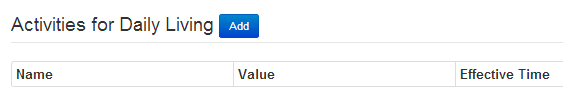 Activities for Daily Living Add
Name Value Effective Time